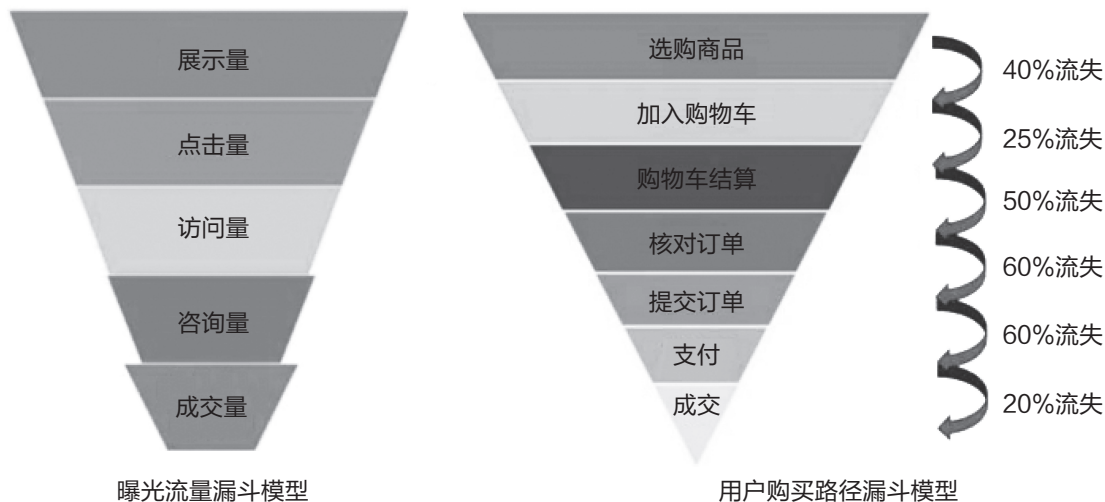 展示量
点击量
访问量
咨询量
成交量
曝光流量漏斗模型
选购商品
加入购物车
购物车结算
核对订单
提交订单
支付
成交
40%流失
25%流失
50%流失
60%流失
60%流失
20%流失
用户购买路径漏斗模型